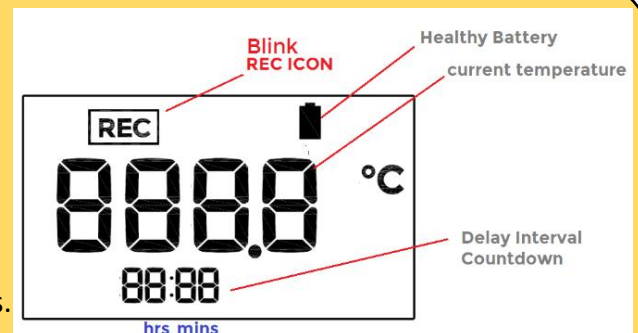 Blink
REC ICON
Healthy Battery
current temperature
REC
888.8
°C
88:88
Delay Interval
Countdown
s.
hrs mins